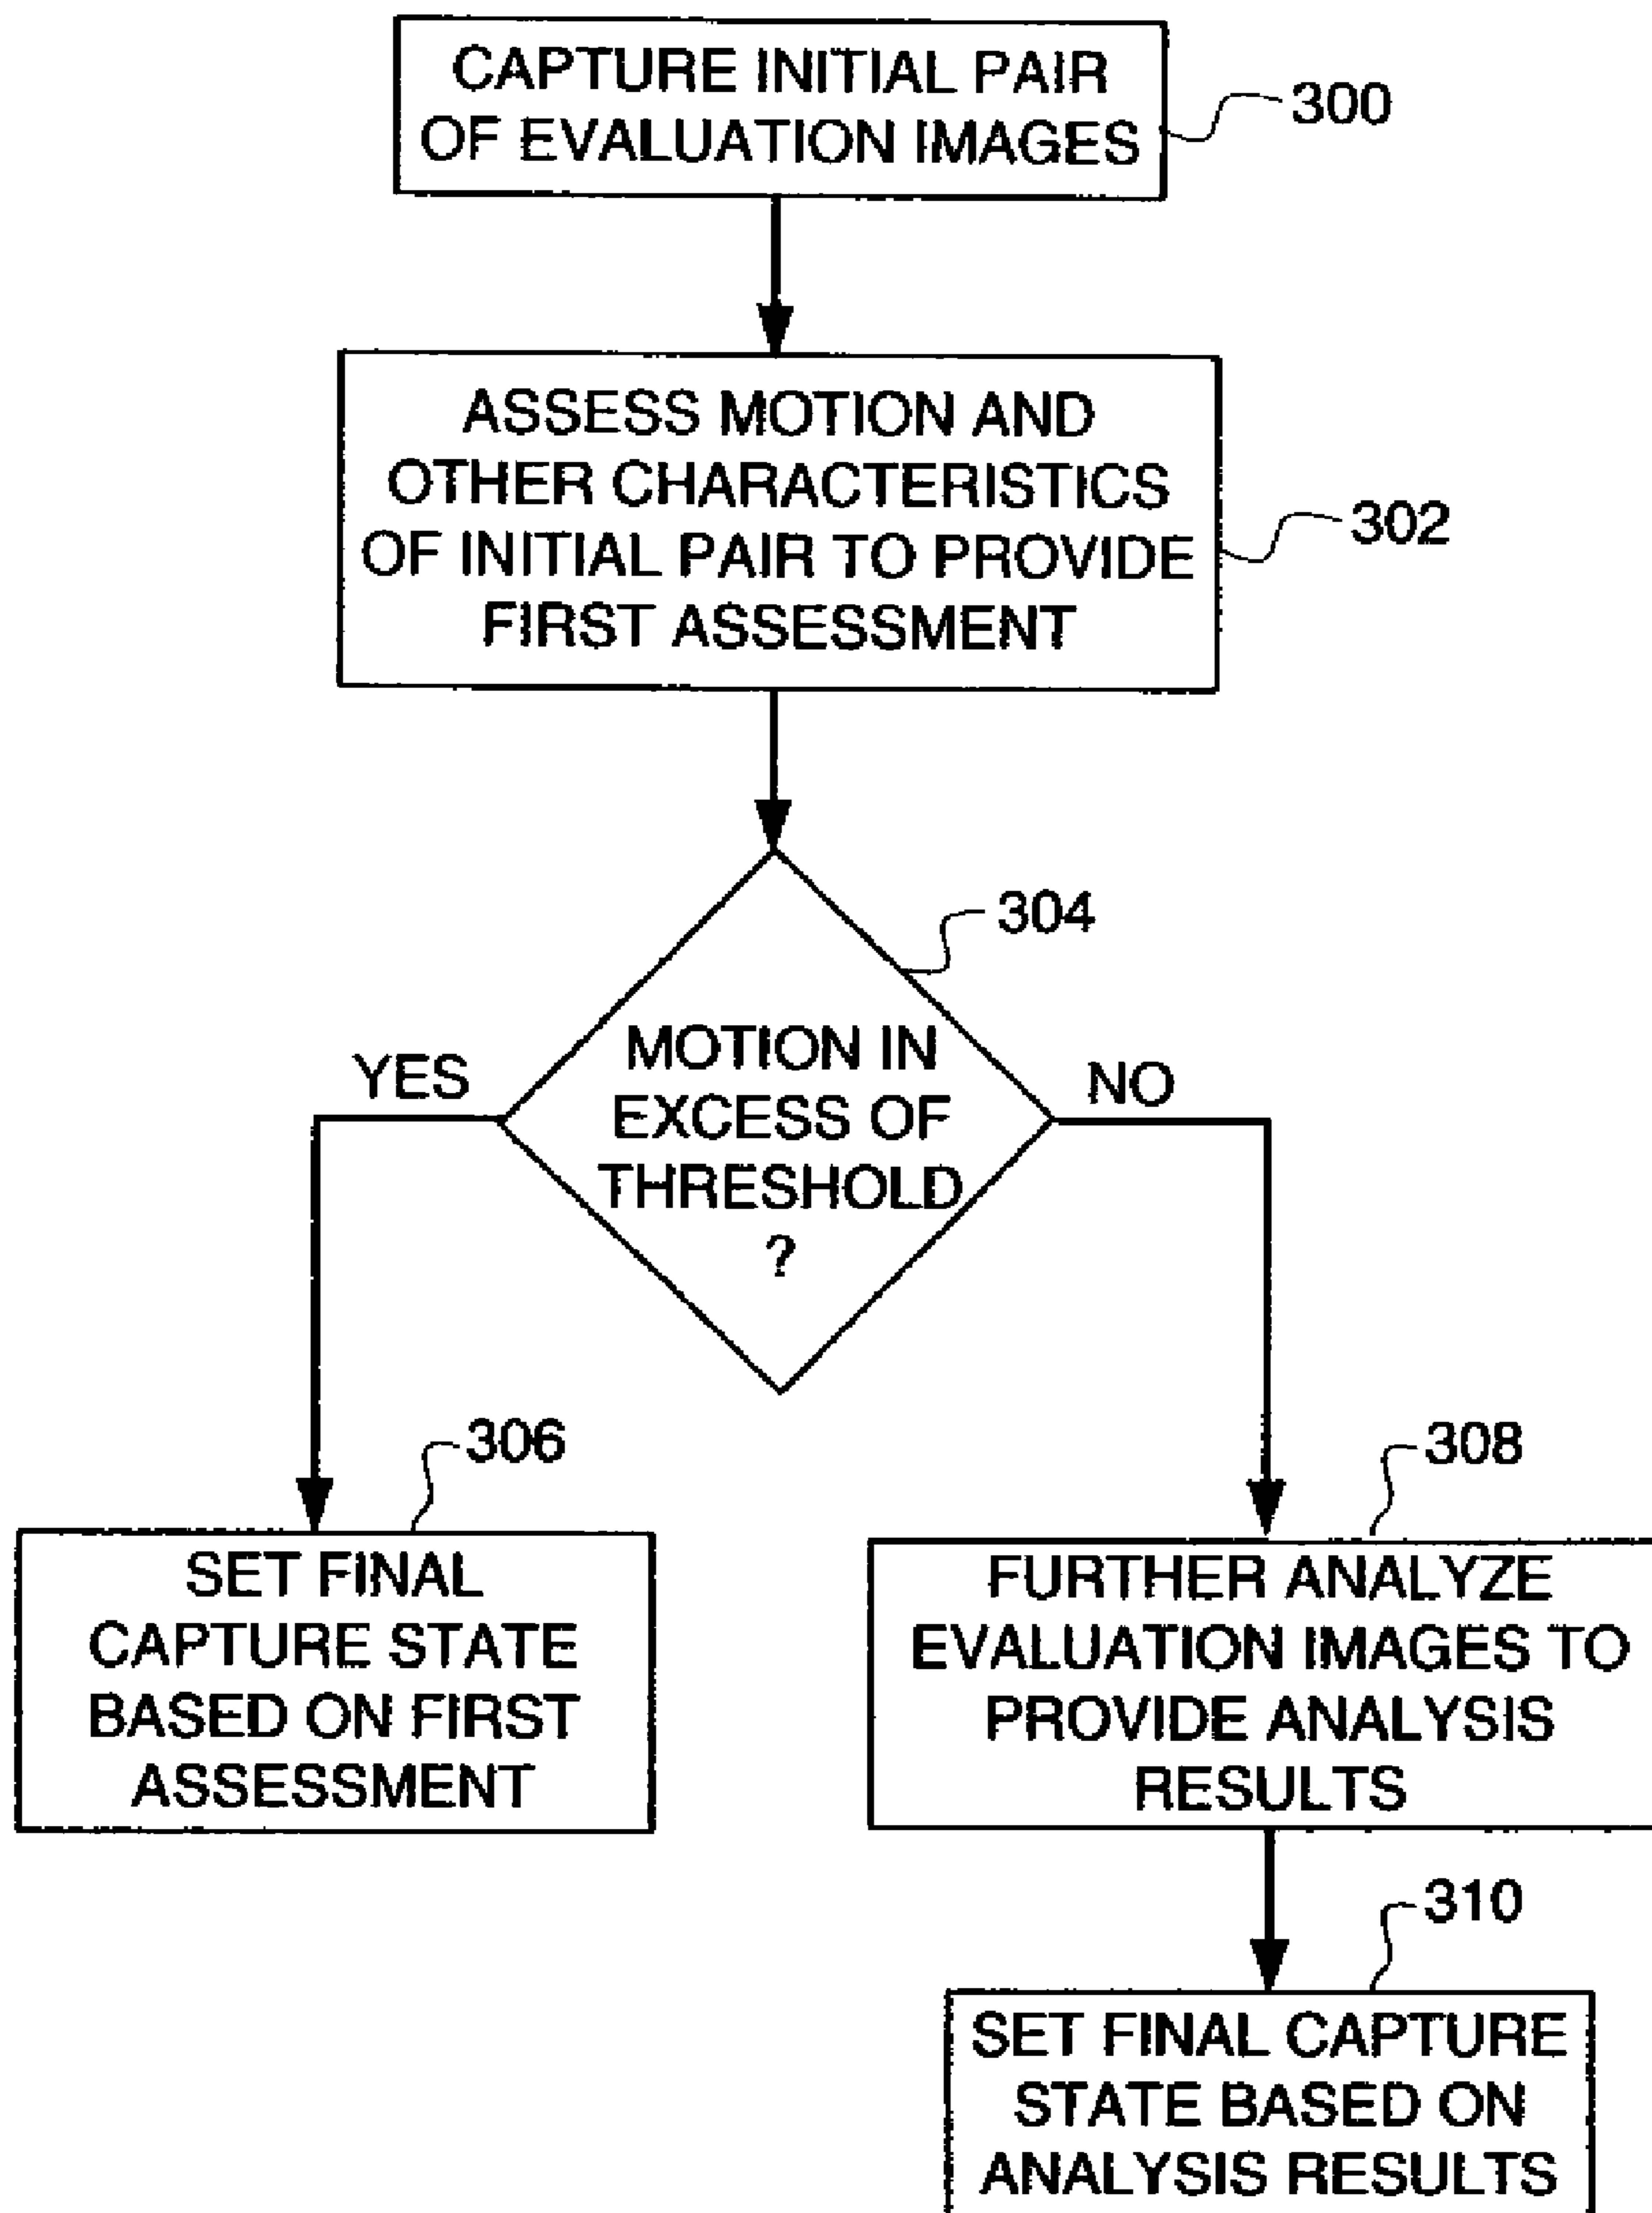 CAPTURE INITIAL PAIR
OF EVALUATION IMAGES
300
ASSESS MOTION AND
OTHER CHARACTERISTICS
OF INITIAL PAIR TO PROVIDE
FIRST ASSESSMENT
302
304
MOTION IN
EXCESS OF
THRESHOLD
?
YES
NO
306
SET FINAL
CAPTURE STATE
BASED ON FIRST
ASSESSMENT
308
FURTHER ANALYZE
EVALUATION IMAGES TO
PROVIDE ANALYSIS
RESULTS
310
SET FINAL CAPTURE
STATE BASED ON
ANALYSIS RESULTS